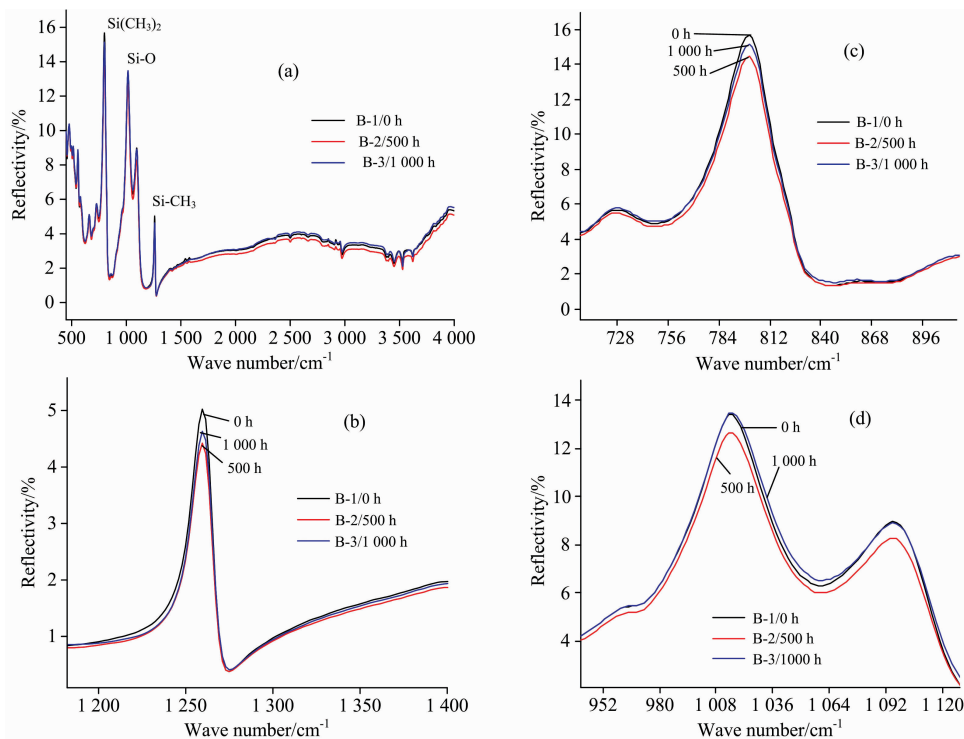 Si(CH₃)₂
Si-O
Si-CH₃
(a)
B-1/0 h
B-2/500 h
B-3/1 000 h
16
14
12
10
8
6
4
2
0
Reflectivity/%
500
1 000
1 500
2 000
2 500
3 000
3 500
4 000
Wave number/cm⁻¹
(c)
0 h
1 000 h
500 h
B-1/0 h
B-2/500 h
B-3/1 000 h
16
14
12
10
8
6
4
2
0
Reflectivity/%
728
756
784
812
840
868
896
Wave number/cm⁻¹
(b)
0 h
1 000 h
500 h
B-1/0 h
B-2/500 h
B-3/1 000 h
5
4
3
2
1
Reflectivity/%
1 200
1 250
1 300
1 350
1 400
Wave number/cm⁻¹
(d)
0 h
1 000 h
500 h
B-1/0 h
B-2/500 h
B-3/1000 h
14
12
10
8
6
4
Reflectivity/%
952
980
1 008
1 036
1 064
1 092
1 120
Wave number/cm⁻¹